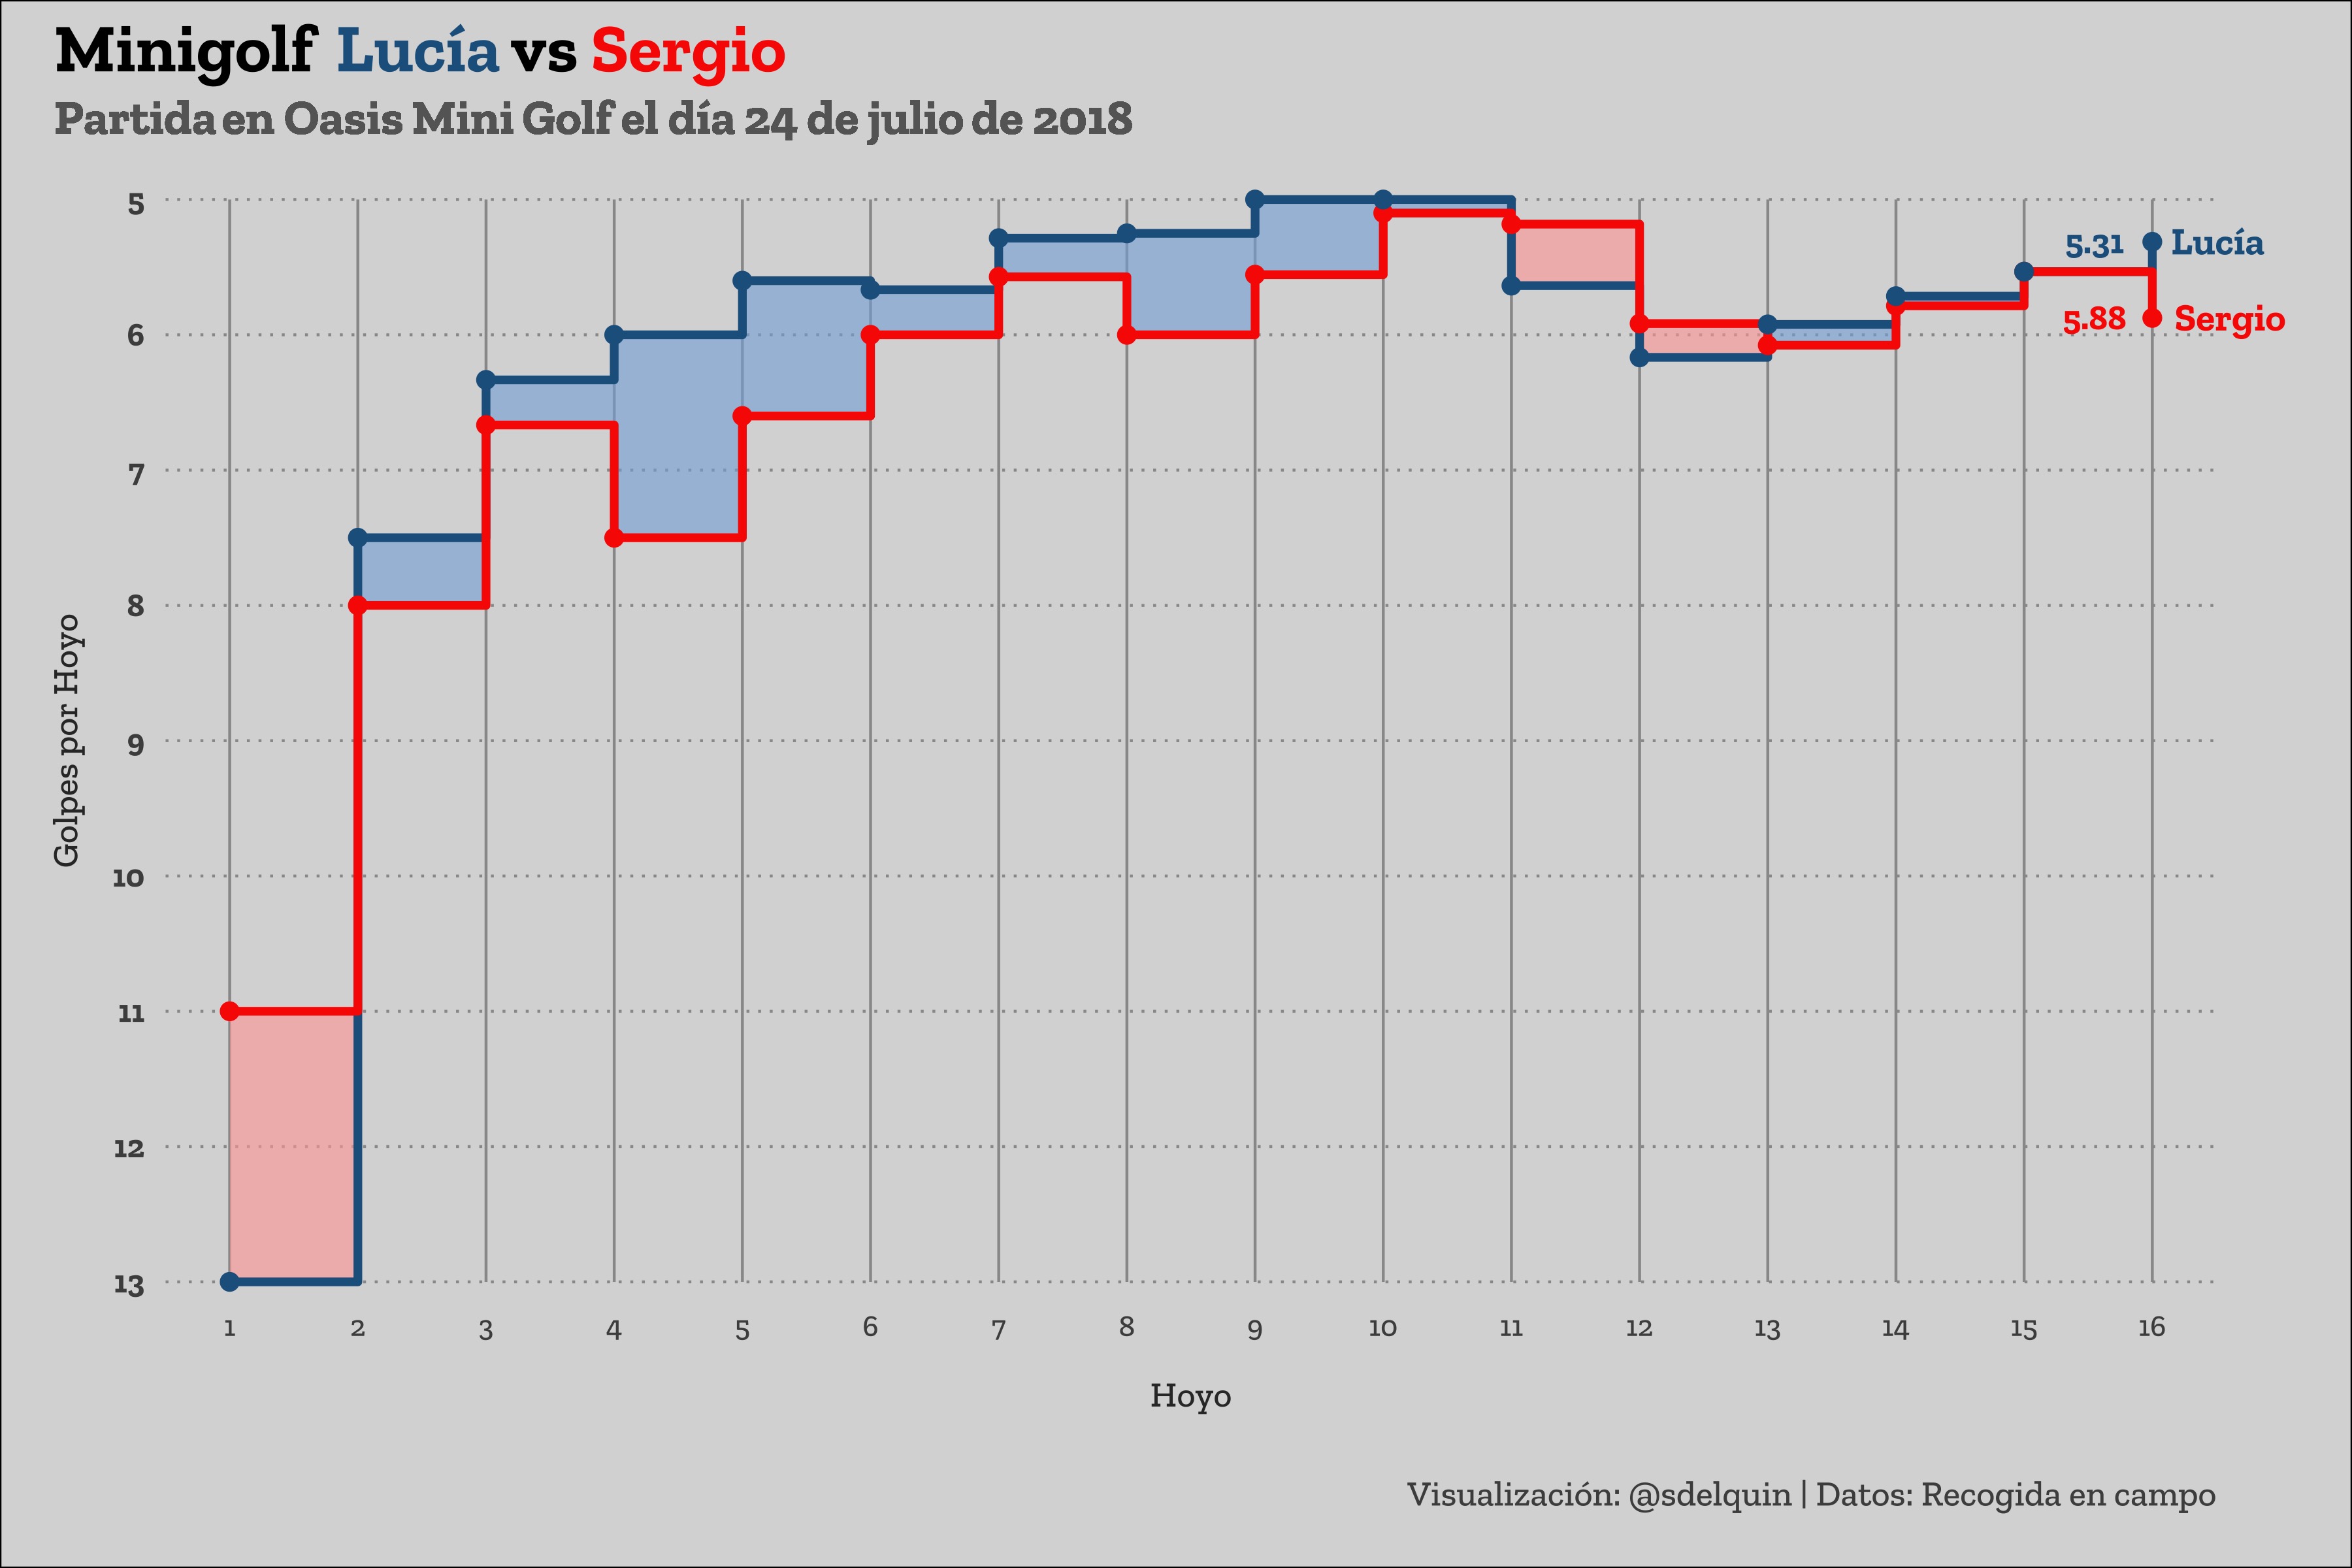 Minigolf Lucía vs Sergio
Partida en Oasis Mini Golf el día 24 de julio de 2018
5
6
7
8
9
10
11
12
13
Golpes por Hoyo
5.31 Lucía
5.88 Sergio
1 2 3 4 5 6 7 8 9 10 11 12 13 14 15 16
Hoyo
Visualización: @sdelquin | Datos: Recogida en campo